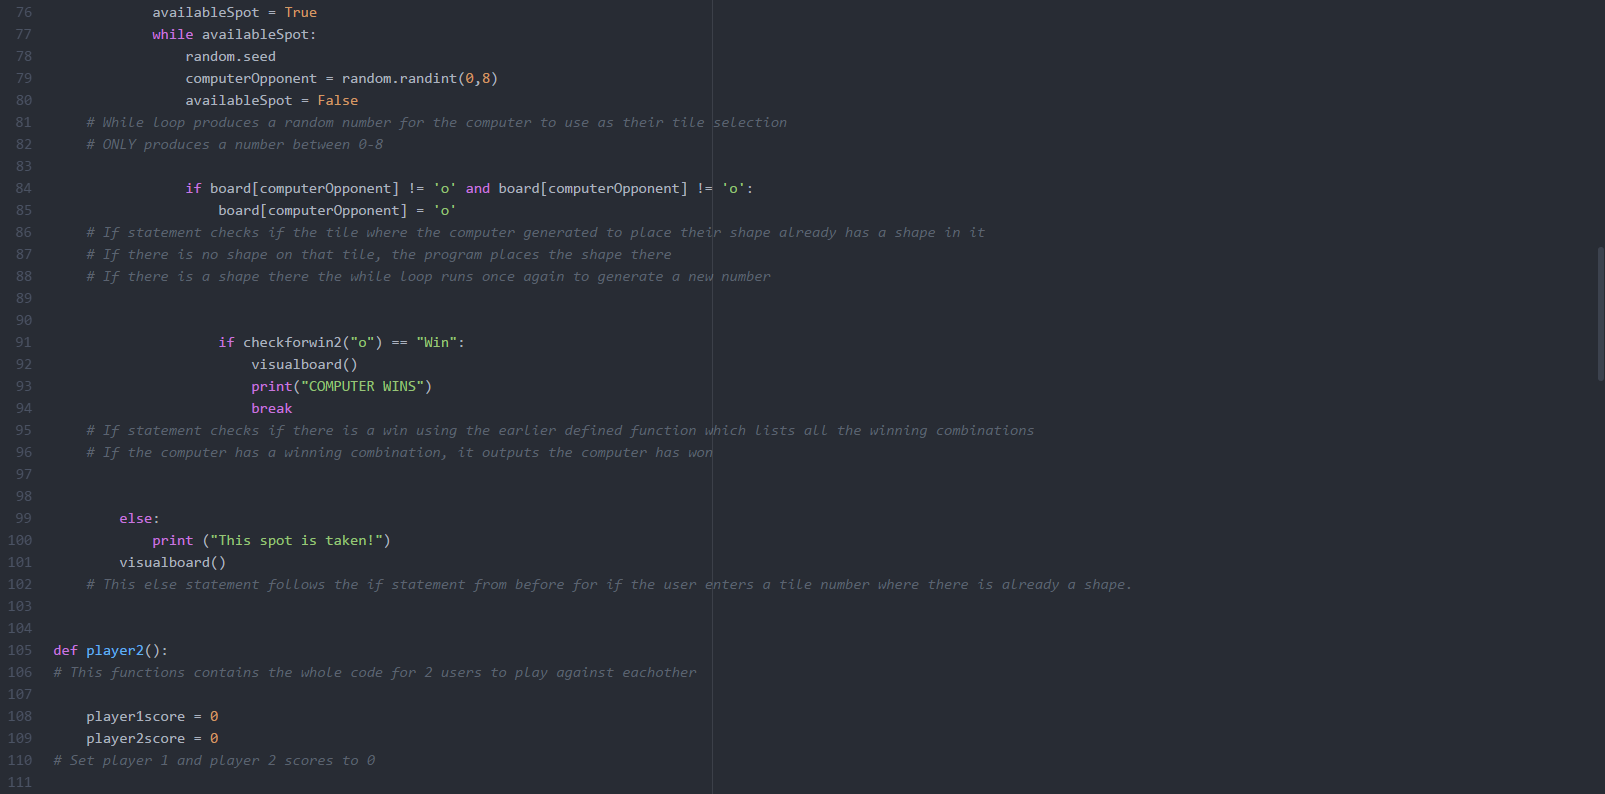 76 availableSpot = True
77 while availableSpot:
78 random.seed
79 computerOpponent = random.randint(0,8)
80 availableSpot = False
81 # While loop produces a random number for the computer to use as their tile selection
82 # ONLY produces a number between 0-8
83
84 if board[computerOpponent] != 'o' and board[computerOpponent] != 'o':
85 board[computerOpponent] = 'o'
86 # If statement checks if the tile where the computer generated to place their shape already has a shape in it
87 # If there is no shape on that tile, the program places the shape there
88 # If there is a shape there the while loop runs once again to generate a new number
89
90
91 if checkforwin2("o") == "Win":
92 visualboard()
93 print("COMPUTER WINS")
94 break
95 # If statement checks if there is a win using the earlier defined function which lists all the winning combinations
96 # If the computer has a winning combination, it outputs the computer has won
97
98
99 else:
100 print ("This spot is taken!")
101 visualboard()
102 # This else statement follows the if statement from before for if the user enters a tile number where there is already a shape.
103
104
105 def player2():
106 # This functions contains the whole code for 2 users to play against eachother
107
108 player1score = 0
109 player2score = 0
110 # Set player 1 and player 2 scores to 0
111